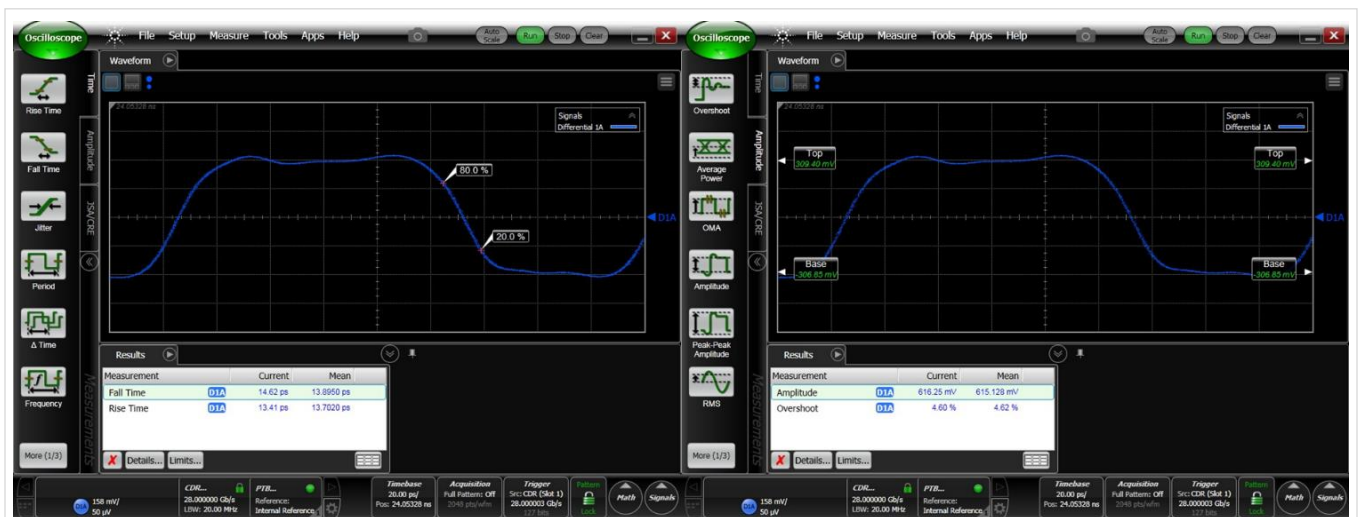 Oscilloscope File Setup Measure Tools Apps Help Auto Scale Run Stop Clear
Waveform
Time
Amplitude
JSA/CRE
Measurements
Rise Time
Fall Time
Jitter
Period
Δ Time
Frequency
More (1/3)
24.05328 ns
Signals
Differential 1A
80.0 %
20.0 %
D1A
Results
Measurement Current Mean
Fall Time D1A 14.62 ps 13.8950 ps
Rise Time D1A 13.41 ps 13.7020 ps
Details... Limits...
D1A 158 mV/
50 µV
CDR...
28.000000 Gb/s
LBW: 20.00 MHz
PTB...
Reference:
Internal Reference
Timebase
20.00 ps/
Pos: 24.05328 ns
Acquisition
Full Pattern: Off
2048 pts/wfm
Trigger
Src: CDR (Slot 1)
28.000003 Gb/s
127 bits
Pattern
Lock
Math
Signals
Oscilloscope File Setup Measure Tools Apps Help Auto Scale Run Stop Clear
Waveform
Time
Amplitude
JSA/CRE
Measurements
Overshoot
Average
Power
OMA
Amplitude
Peak-Peak
Amplitude
RMS
More (1/3)
24.05328 ns
Signals
Differential 1A
Top
309.40 mV
Top
309.40 mV
D1A
Base
-306.85 mV
Base
-306.85 mV
Results
Measurement Current Mean
Amplitude D1A 616.25 mV 615.128 mV
Overshoot D1A 4.60 % 4.62 %
Details... Limits...
D1A 158 mV/
50 µV
CDR...
28.000000 Gb/s
LBW: 20.00 MHz
PTB...
Reference:
Internal Reference
Timebase
20.00 ps/
Pos: 24.05328 ns
Acquisition
Full Pattern: Off
2048 pts/wfm
Trigger
Src: CDR (Slot 1)
28.000003 Gb/s
127 bits
Pattern
Lock
Math
Signals